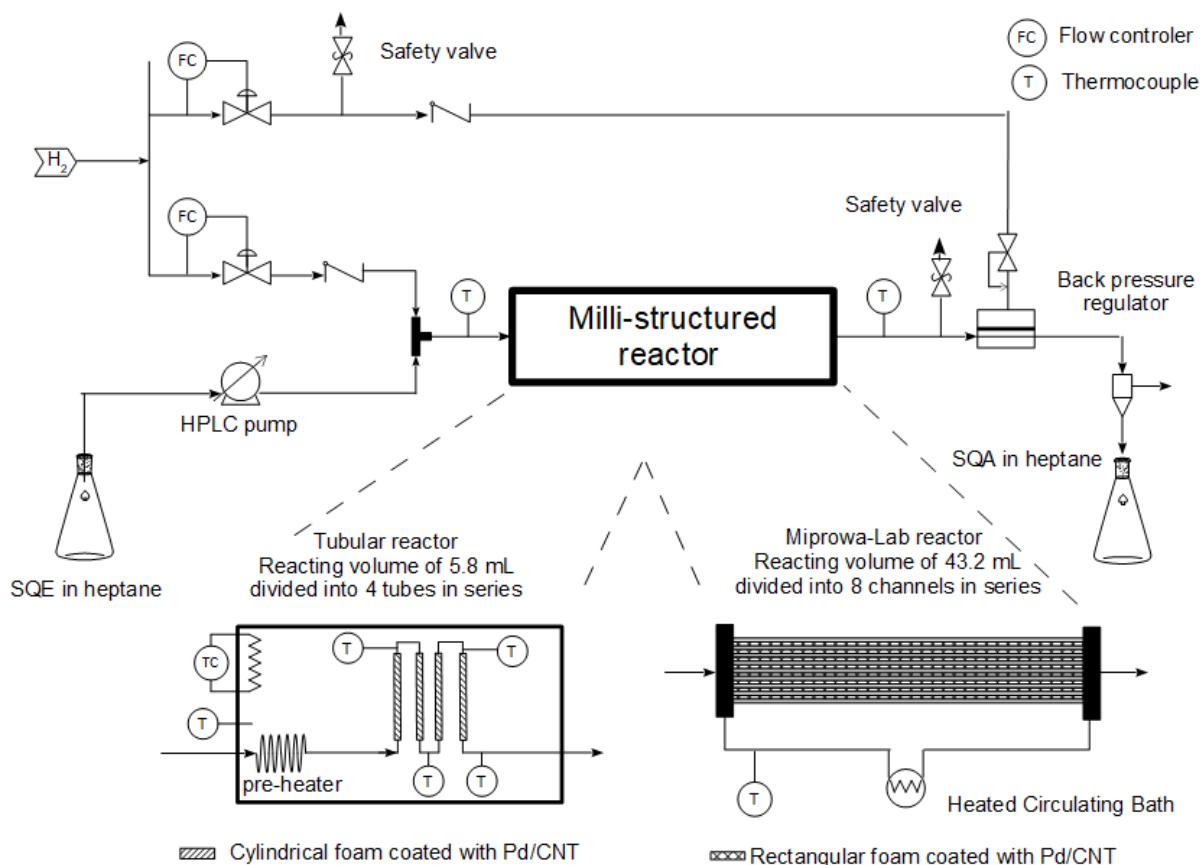 Safety valve
FC
Flow controler
T
Thermocouple
FC
H2
FC
Safety valve
T
T
Back pressure
regulator
Milli-structured
reactor
HPLC pump
SQE in heptane
SQA in heptane
Tubular reactor
Reacting volume of 5.8 mL
divided into 4 tubes in series
Miprowa-Lab reactor
Reacting volume of 43.2 mL
divided into 8 channels in series
TC
T
T
T
T
T
pre-heater
T
Heated Circulating Bath
Cylindrical foam coated with Pd/CNT
Rectangular foam coated with Pd/CNT